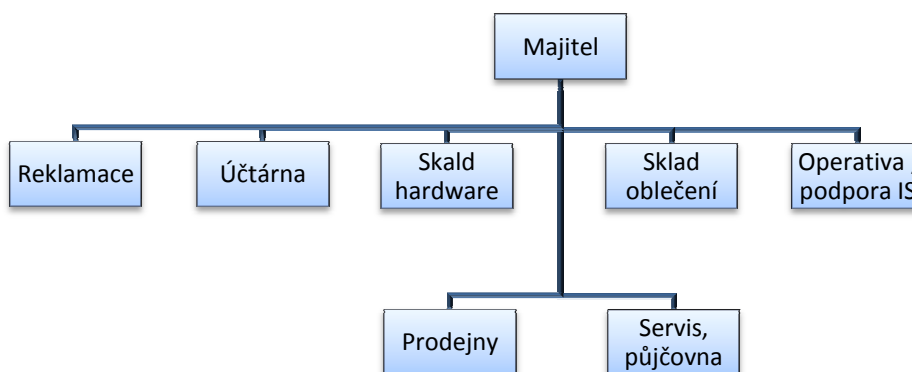 Majitel
Reklamace
Účtárna
Skald
hardware
Sklad
oblečení
Operativa ,
podpora IS
Prodejny
Servis,
půjčovna